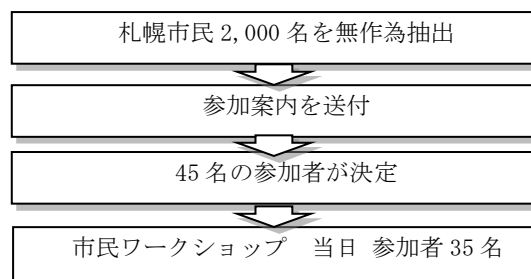 札幌市民 2,000 名を無作為抽出
参加案内を送付
45 名の参加者が決定
市民ワークショップ　当日 参加者 35 名